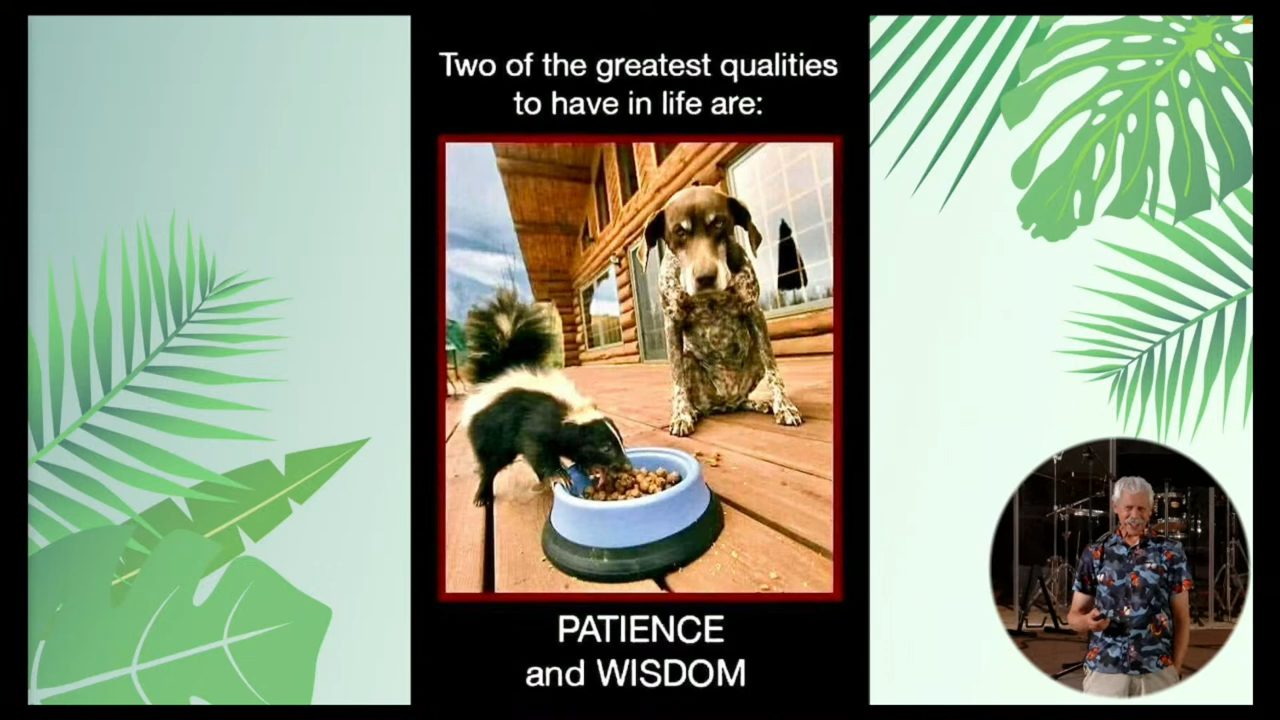 Two of the greatest qualities
to have in life are:
PATIENCE
and WISDOM